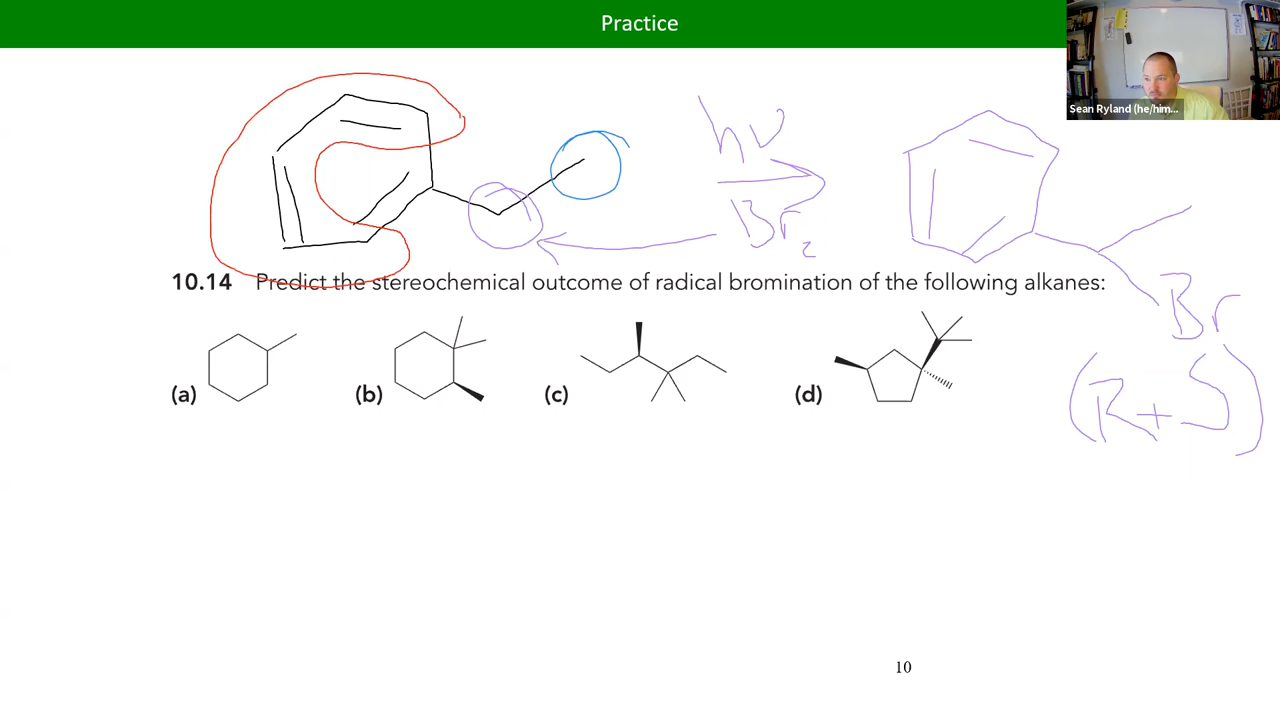 Practice
Sean Ryland (he/him...
hν
Br2
10.14 Predict the stereochemical outcome of radical bromination of the following alkanes:
Br
(R+S)
(a) (b) (c) (d)
10